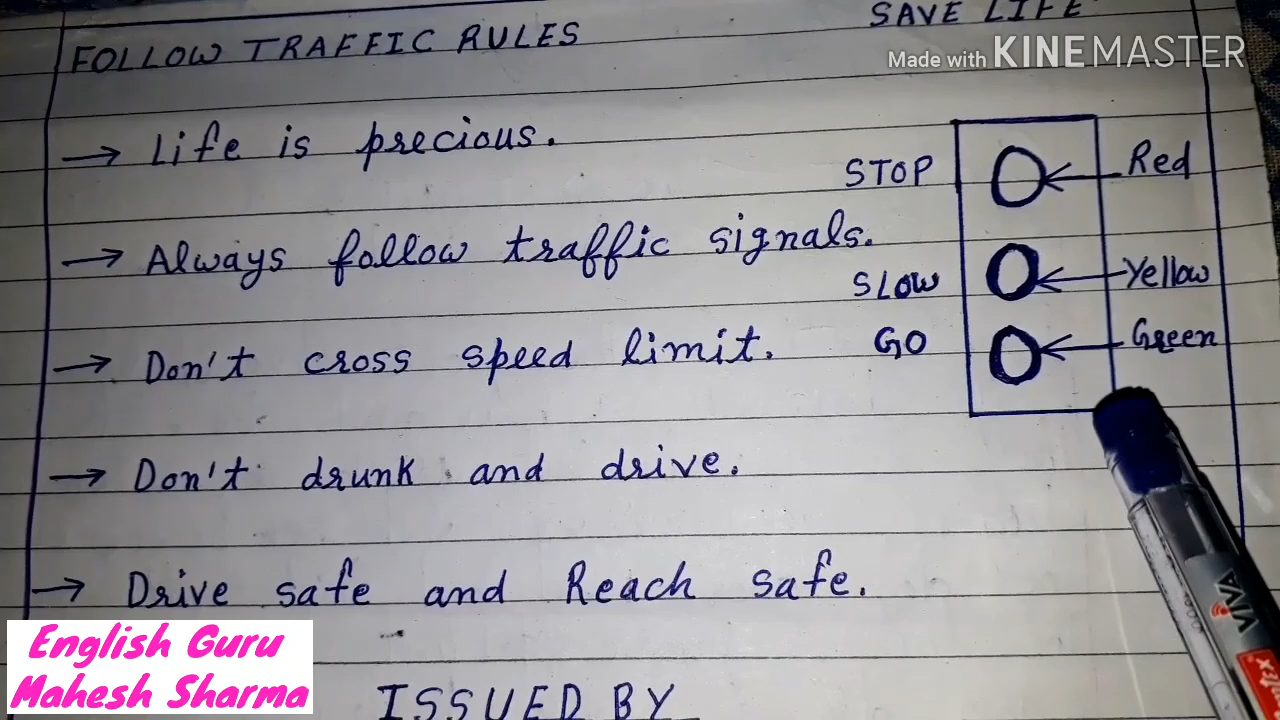 FOLLOW TRAFFIC RULES
SAVE LIFE
Made with KINEMASTER
→ Life is precious.
STOP
Red
→ Always follow traffic signals.
SLOW
Yellow
→ Don't cross speed limit.
GO
Green
→ Don't drunk and drive.
→ Drive safe and Reach safe.
VIVA
English Guru
Mahesh Sharma
ISSUED BY